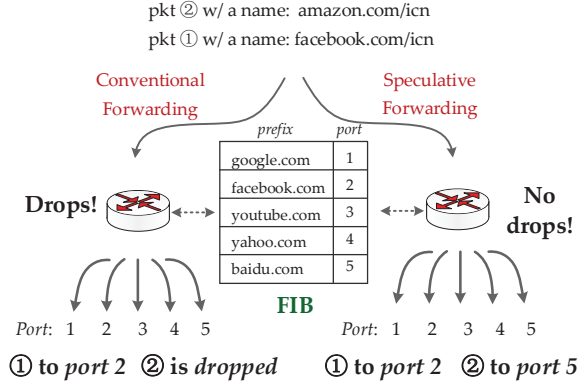 pkt ② w/ a name: amazon.com/icn
pkt ① w/ a name: facebook.com/icn
Conventional
Forwarding
Speculative
Forwarding
prefix port
google.com 1
facebook.com 2
youtube.com 3
yahoo.com 4
baidu.com 5
FIB
Drops!
No
drops!
Port: 1 2 3 4 5
Port: 1 2 3 4 5
① to port 2 ② is dropped
① to port 2 ② to port 5